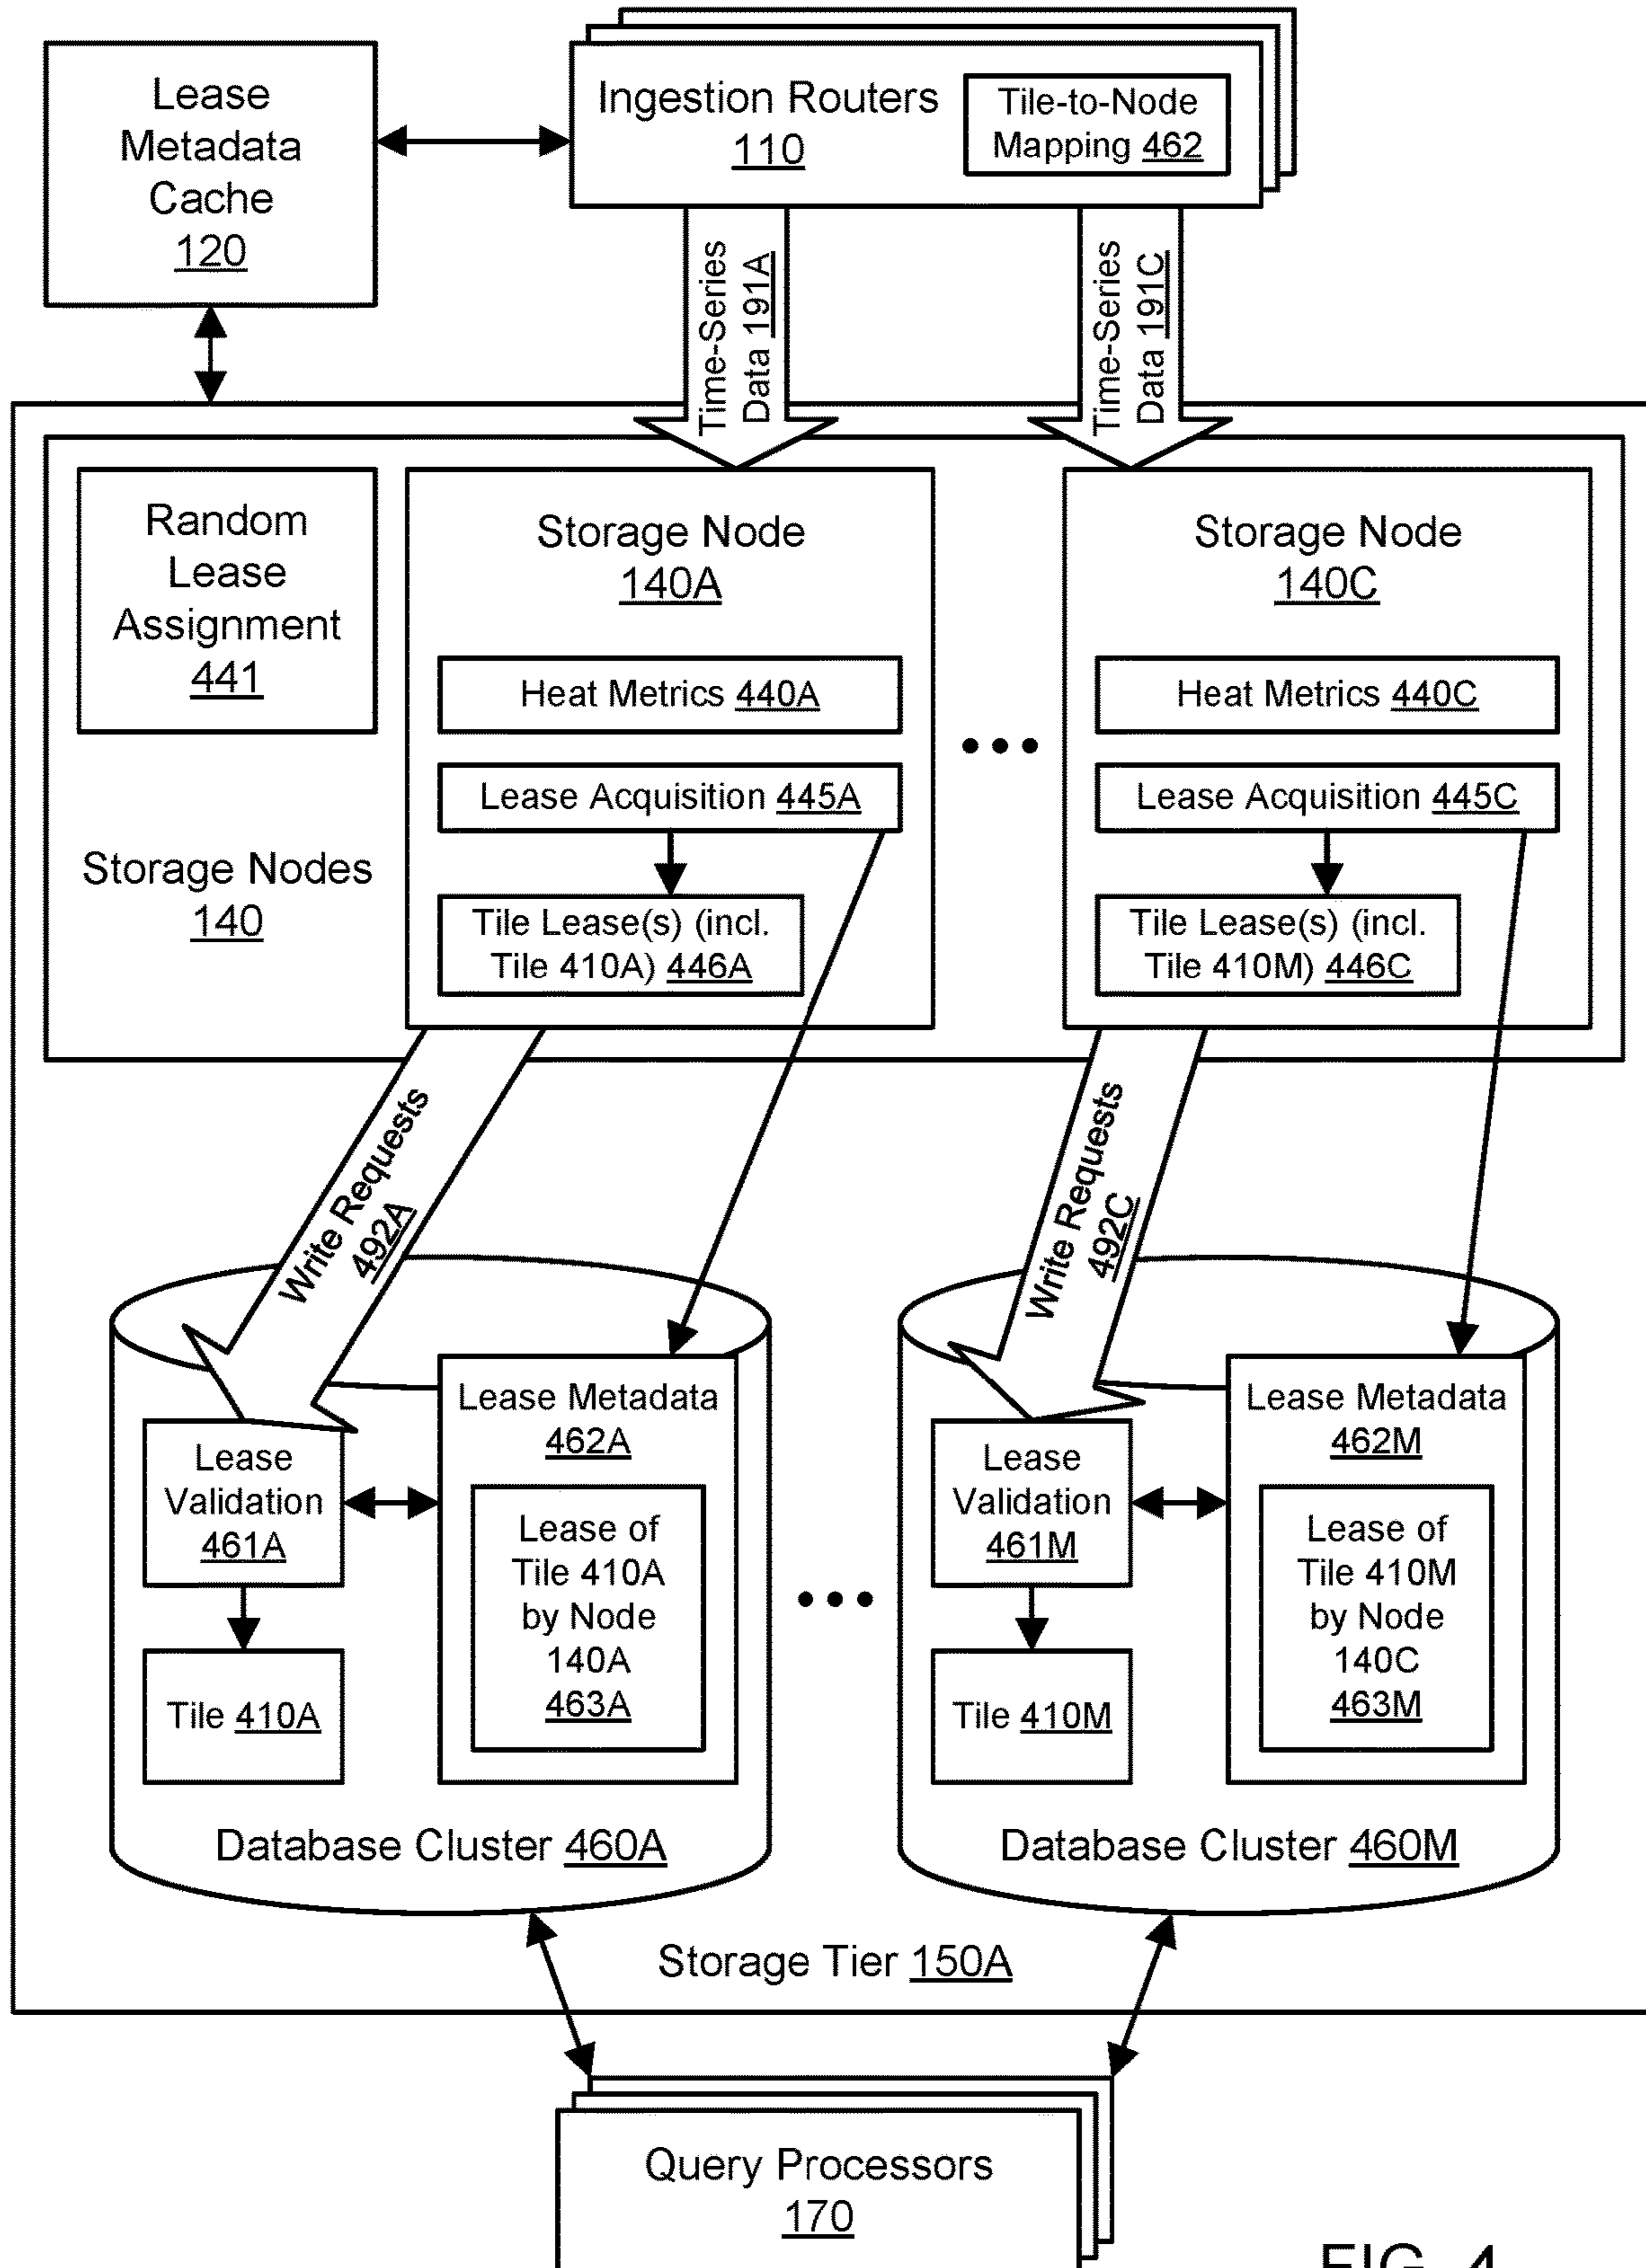 Lease
Metadata
Cache
120
Ingestion Routers
110
Tile-to-Node
Mapping 462
Time-Series
Data 191A
Time-Series
Data 191C
Random
Lease
Assignment
441
Storage Nodes
140
Storage Node
140A
Heat Metrics 440A
Lease Acquisition 445A
Tile Lease(s) (incl.
Tile 410A) 446A
Storage Node
140C
Heat Metrics 440C
Lease Acquisition 445C
Tile Lease(s) (incl.
Tile 410M) 446C
Write Requests
492A
Write Requests
492C
Lease Metadata
462A
Lease
Validation
461A
Lease of
Tile 410A
by Node
140A
463A
Tile 410A
Database Cluster 460A
Lease Metadata
462M
Lease
Validation
461M
Lease of
Tile 410M
by Node
140C
463M
Tile 410M
Database Cluster 460M
Storage Tier 150A
Query Processors
170
FIG. 4